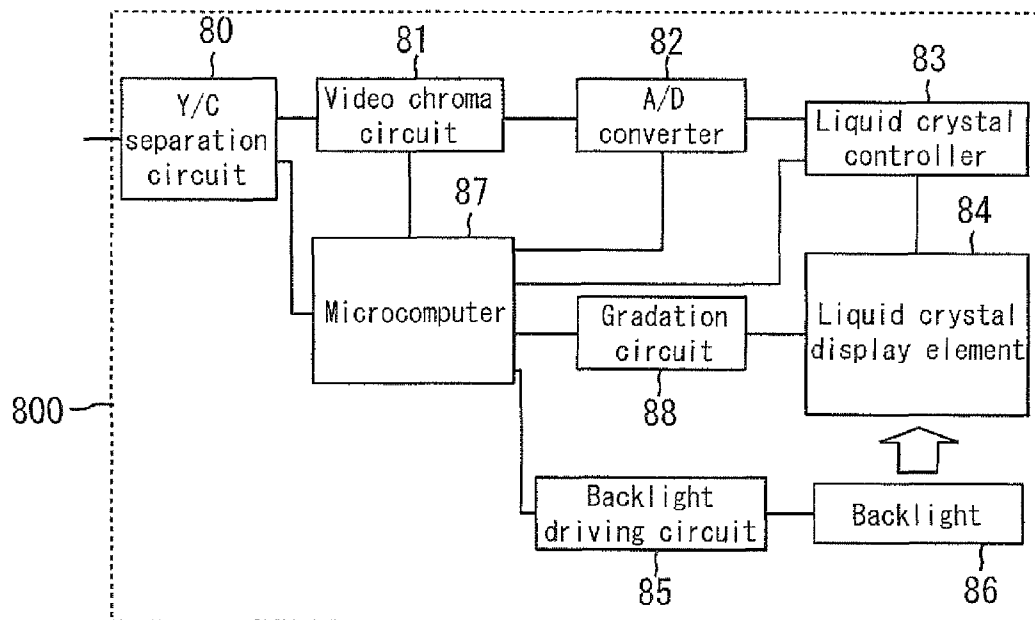 80
81
82
83
Y/C
separation
circuit
Video chroma
circuit
A/D
converter
Liquid crystal
controller
87
84
Microcomputer
Gradation
circuit
Liquid crystal
display element
88
800
Backlight
driving circuit
Backlight
85
86